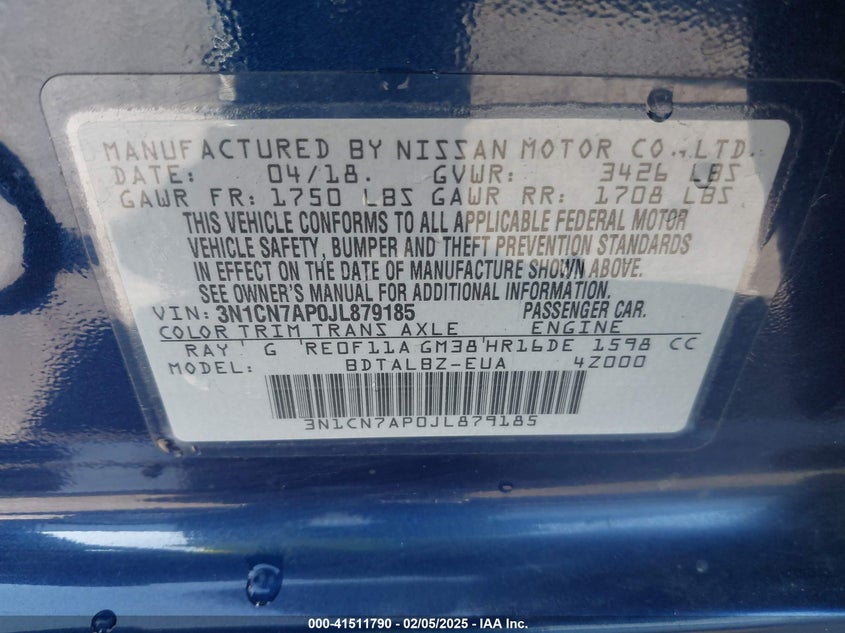 MANUFACTURED BY NISSAN MOTOR CO.,LTD.
DATE: 04/18. GVWR: 3426 LBS
GAWR FR: 1750 LBS GAWR RR: 1708 LBS
THIS VEHICLE CONFORMS TO ALL APPLICABLE FEDERAL MOTOR
VEHICLE SAFETY, BUMPER AND THEFT PREVENTION STANDARDS
IN EFFECT ON THE DATE OF MANUFACTURE SHOWN ABOVE.
SEE OWNER'S MANUAL FOR ADDITIONAL INFORMATION.
VIN: 3N1CN7AP0JL879185 PASSENGER CAR.
COLOR TRIM TRANS AXLE ENGINE
RAY G RE0F11A GM38 HR16DE 1598 CC
MODEL: BDTALBZ-EUA 4Z000
3N1CN7AP0JL879185
000-41511790 - 02/05/2025 - IAA Inc.